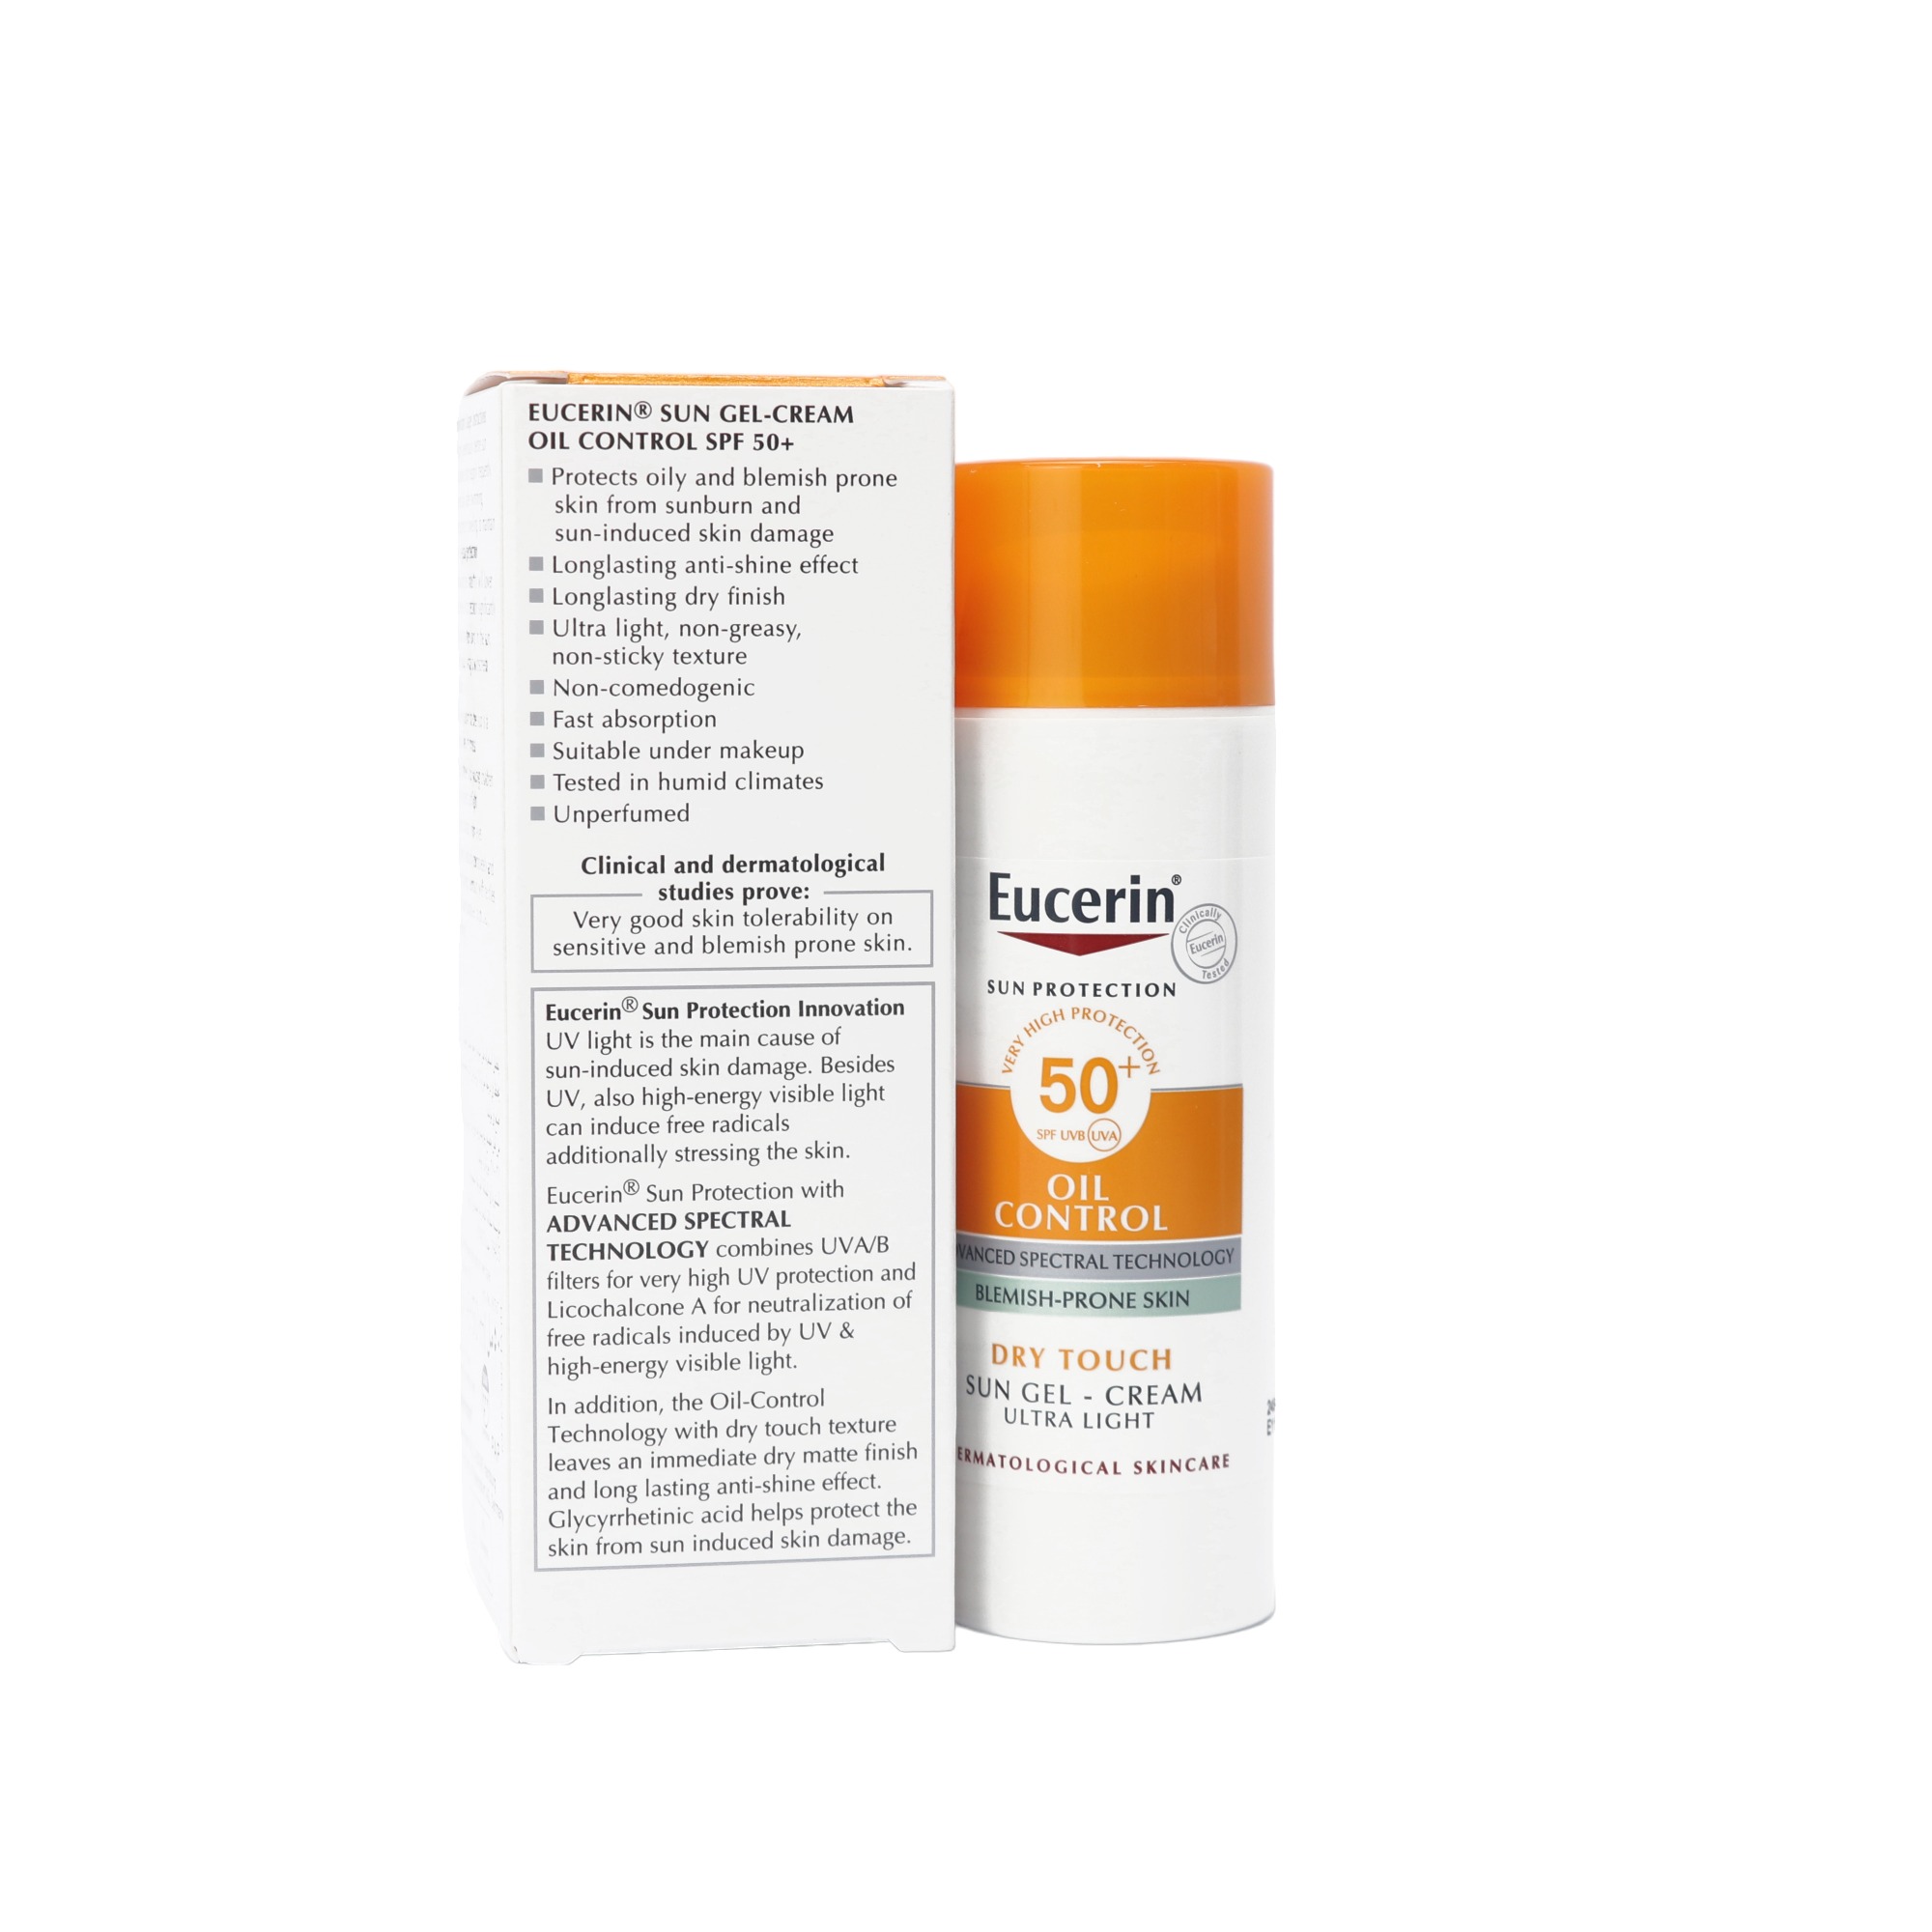 EUCERIN® SUN GEL-CREAM
OIL CONTROL SPF 50+
Protects oily and blemish prone
skin from sunburn and
sun-induced skin damage
Longlasting anti-shine effect
Longlasting dry finish
Ultra light, non-greasy,
non-sticky texture
Non-comedogenic
Fast absorption
Suitable under makeup
Tested in humid climates
Unperfumed
Clinical and dermatological
studies prove:
Very good skin tolerability on
sensitive and blemish prone skin.
Eucerin® Sun Protection Innovation
UV light is the main cause of
sun-induced skin damage. Besides
UV, also high-energy visible light
can induce free radicals
additionally stressing the skin.
Eucerin® Sun Protection with
ADVANCED SPECTRAL
TECHNOLOGY combines UVA/B
filters for very high UV protection and
Licochalcone A for neutralization of
free radicals induced by UV &
high-energy visible light.
In addition, the Oil-Control
Technology with dry touch texture
leaves an immediate dry matte finish
and long lasting anti-shine effect.
Glycyrrhetinic acid helps protect the
skin from sun induced skin damage.
Eucerin®
Clinically
Eucerin
Tested
SUN PROTECTION
VERY HIGH PROTECTION
50+
SPF UVB UVA
OIL
CONTROL
VANCED SPECTRAL TECHNOLOGY
BLEMISH-PRONE SKIN
DRY TOUCH
SUN GEL - CREAM
ULTRA LIGHT
ERMATOLOGICAL SKINCARE